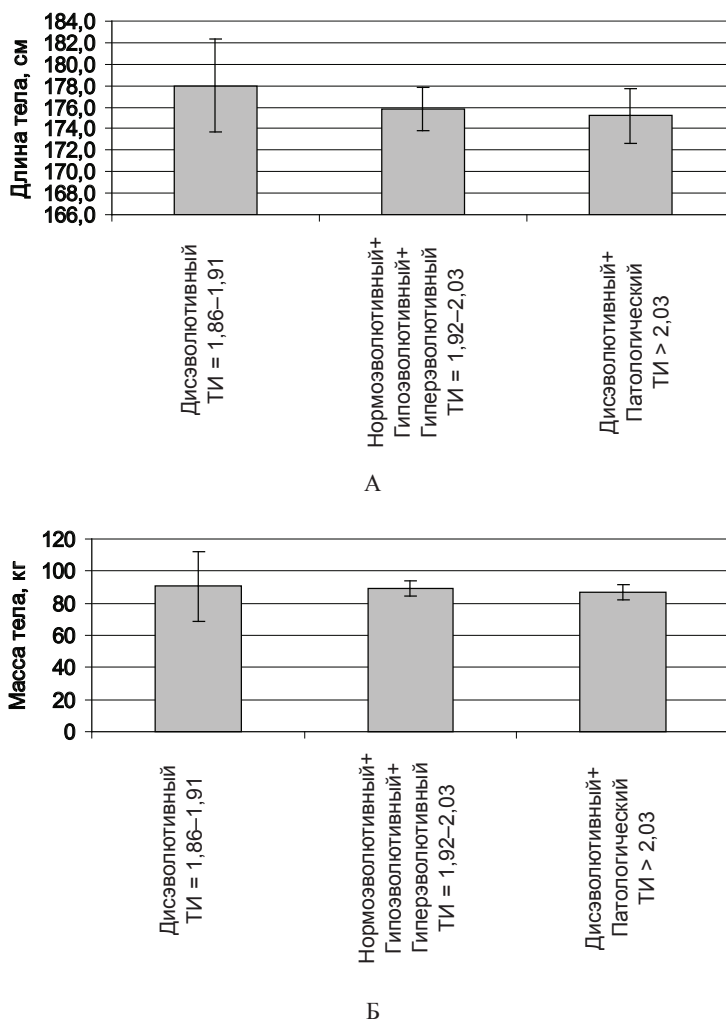 Длина тела, см
184,0
182,0
180,0
178,0
176,0
174,0
172,0
170,0
168,0
166,0
Дисэволютивный
ТИ = 1,86–1,91
Нормоэволютивный+
Гипоэволютивный+
Гиперэволютивный
ТИ = 1,92–2,03
Дисэволютивный+
Патологический
ТИ > 2,03
А
Масса тела, кг
120
100
80
60
40
20
0
Дисэволютивный
ТИ = 1,86–1,91
Нормоэволютивный+
Гипоэволютивный+
Гиперэволютивный
ТИ = 1,92–2,03
Дисэволютивный+
Патологический
ТИ > 2,03
Б